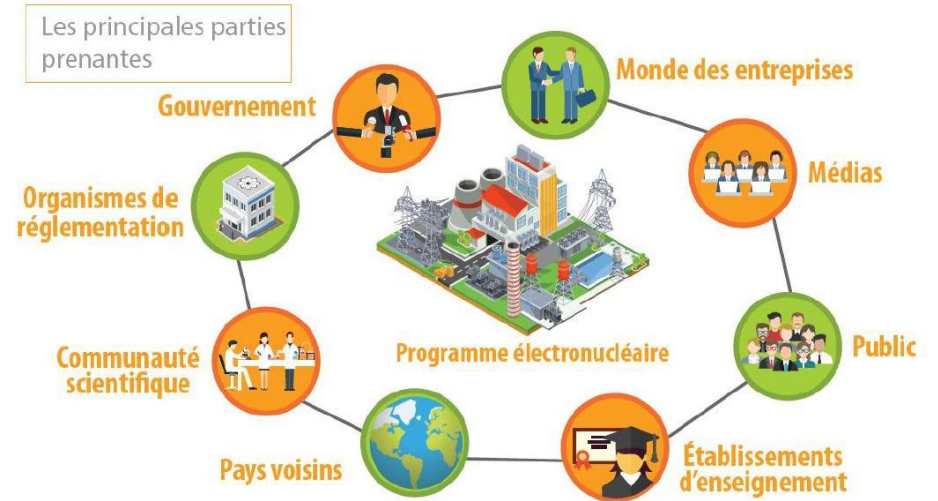 Les principales parties
prenantes
Gouvernement
Monde des entreprises
Médias
Organismes de
réglementation
Programme électronucléaire
Public
Communauté
scientifique
Pays voisins
Établissements
d'enseignement